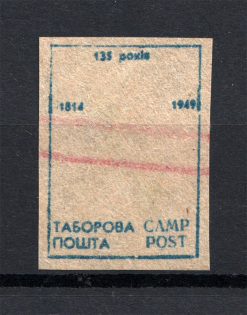 135 років
1814 1949
ТАБОРОВА CAMP
ПОШТА POST